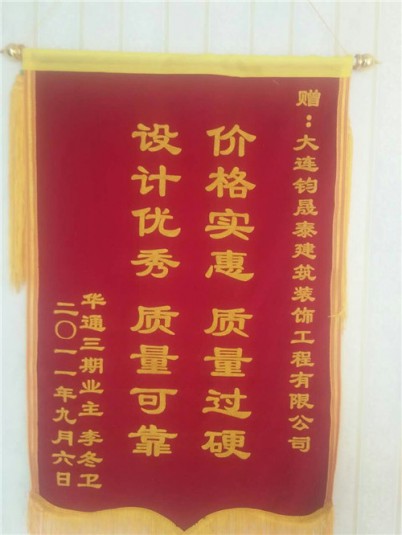 赠：大连钧晟泰建筑装饰工程有限公司
价格实惠 质量过硬
设计优秀 质量可靠
华通三期业主 李冬卫
二〇一一年九月六日